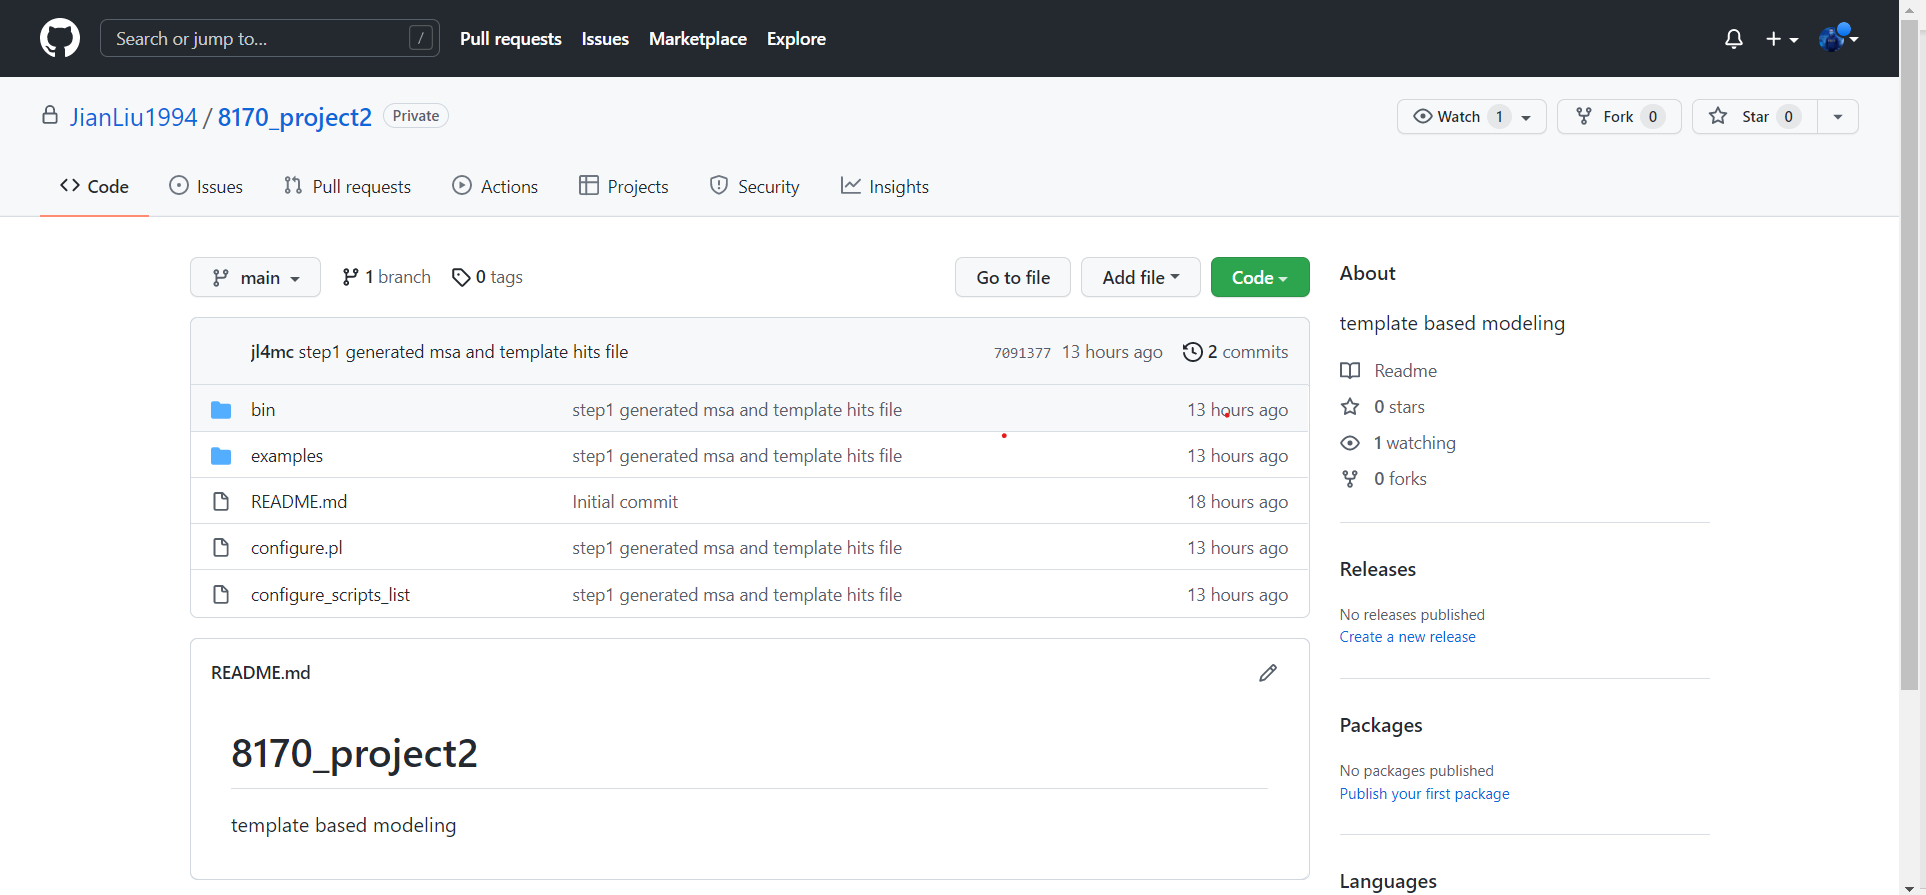 Search or jump to... / Pull requests Issues Marketplace Explore
JianLiu1994 / 8170_project2 Private Watch 1 Fork 0 Star 0
Code Issues Pull requests Actions Projects Security Insights
main 1 branch 0 tags Go to file Add file Code
jl4mc step1 generated msa and template hits file 7091377 13 hours ago 2 commits
bin step1 generated msa and template hits file 13 hours ago
examples step1 generated msa and template hits file 13 hours ago
README.md Initial commit 18 hours ago
configure.pl step1 generated msa and template hits file 13 hours ago
configure_scripts_list step1 generated msa and template hits file 13 hours ago
README.md
8170_project2
template based modeling
About
template based modeling
Readme
0 stars
1 watching
0 forks
Releases
No releases published
Create a new release
Packages
No packages published
Publish your first package
Languages